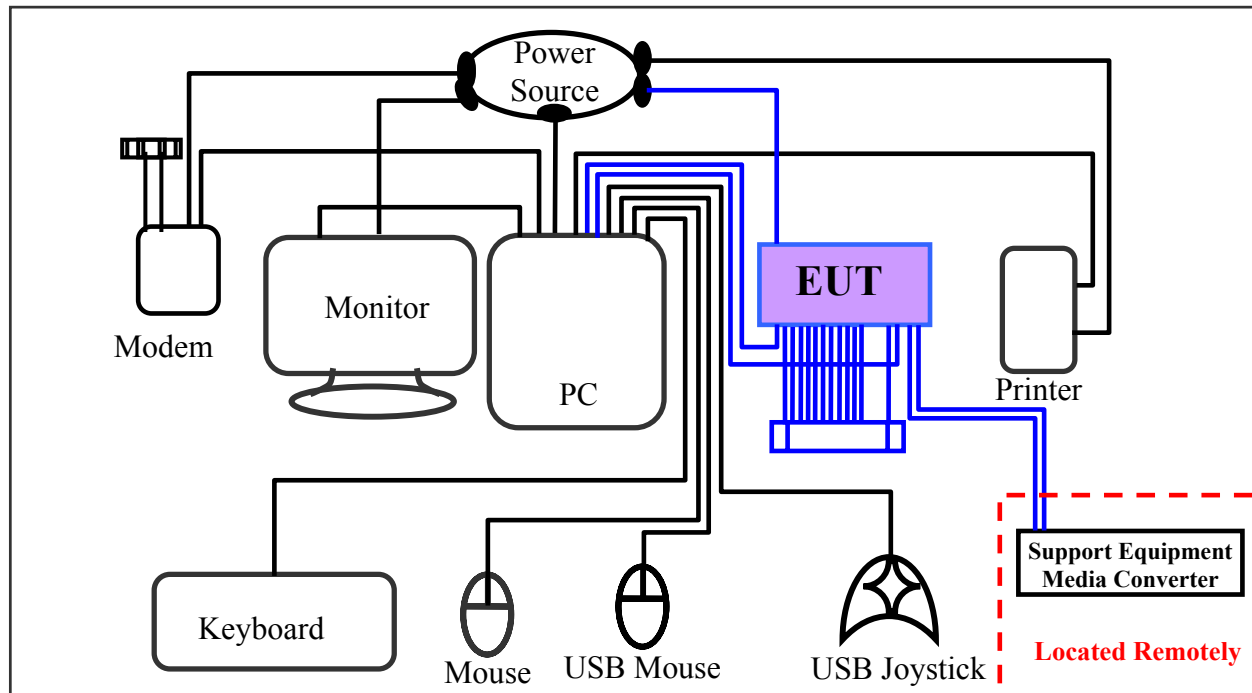 Power
Source
EUT
Monitor
Modem
PC
Printer
Support Equipment
Media Converter
Keyboard
Mouse
USB Mouse
USB Joystick
Located Remotely